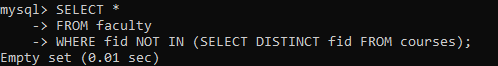 mysql> SELECT *
    -> FROM faculty
    -> WHERE fid NOT IN (SELECT DISTINCT fid FROM courses);
Empty set (0.01 sec)